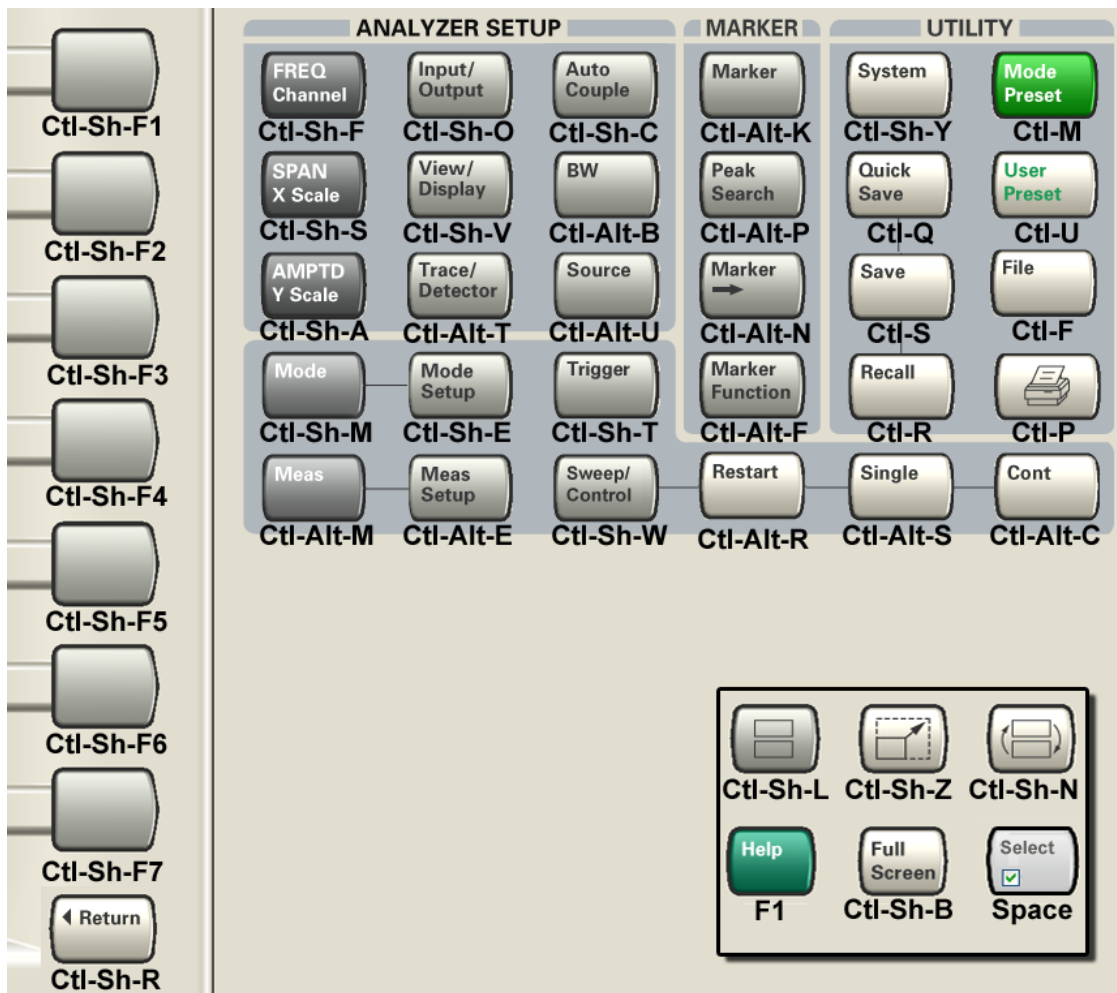 ANALYZER SETUP
MARKER
UTILITY
FREQ
Channel
Input/
Output
Auto
Couple
Marker
System
Mode
Preset
Ctl-Sh-F1
Ctl-Sh-F
Ctl-Sh-O
Ctl-Sh-C
Ctl-Alt-K
Ctl-Sh-Y
Ctl-M
SPAN
X Scale
View/
Display
BW
Peak
Search
Quick
Save
User
Preset
Ctl-Sh-F2
Ctl-Sh-S
Ctl-Sh-V
Ctl-Alt-B
Ctl-Alt-P
Ctl-Q
Ctl-U
AMPTD
Y Scale
Trace/
Detector
Source
Marker
Save
File
Ctl-Sh-F3
Ctl-Sh-A
Ctl-Alt-T
Ctl-Alt-U
Ctl-Alt-N
Ctl-S
Ctl-F
Mode
Mode
Setup
Trigger
Marker
Function
Recall
Ctl-Sh-M
Ctl-Sh-E
Ctl-Sh-T
Ctl-Alt-F
Ctl-R
Ctl-P
Ctl-Sh-F4
Meas
Meas
Setup
Sweep/
Control
Restart
Single
Cont
Ctl-Alt-M
Ctl-Alt-E
Ctl-Sh-W
Ctl-Alt-R
Ctl-Alt-S
Ctl-Alt-C
Ctl-Sh-F5
Ctl-Sh-F6
Ctl-Sh-L
Ctl-Sh-Z
Ctl-Sh-N
Ctl-Sh-F7
Help
Full
Screen
Select
F1
Ctl-Sh-B
Space
Return
Ctl-Sh-R